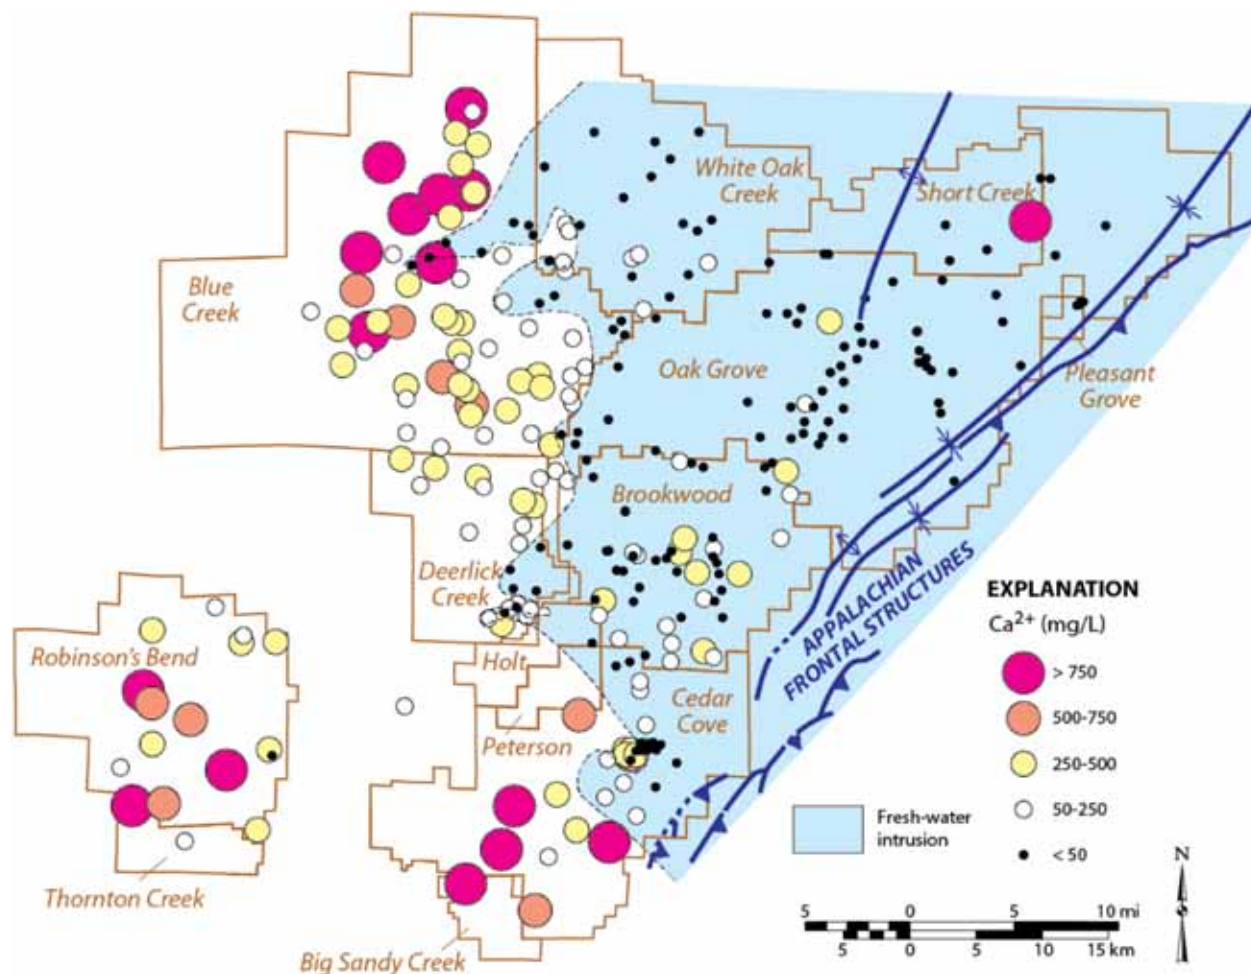 White Oak
Creek
Short Creek
Blue
Creek
Oak Grove
Pleasant
Grove
Brookwood
Deerlick
Creek
Robinson's Bend
Holt
Cedar
Cove
Peterson
Thornton Creek
Big Sandy Creek
APPALACHIAN
FRONTAL STRUCTURES
EXPLANATION
Ca2+ (mg/L)
> 750
500-750
250-500
50-250
< 50
Fresh-water
intrusion
N
5 0 5 10 mi
5 0 5 10 15 km